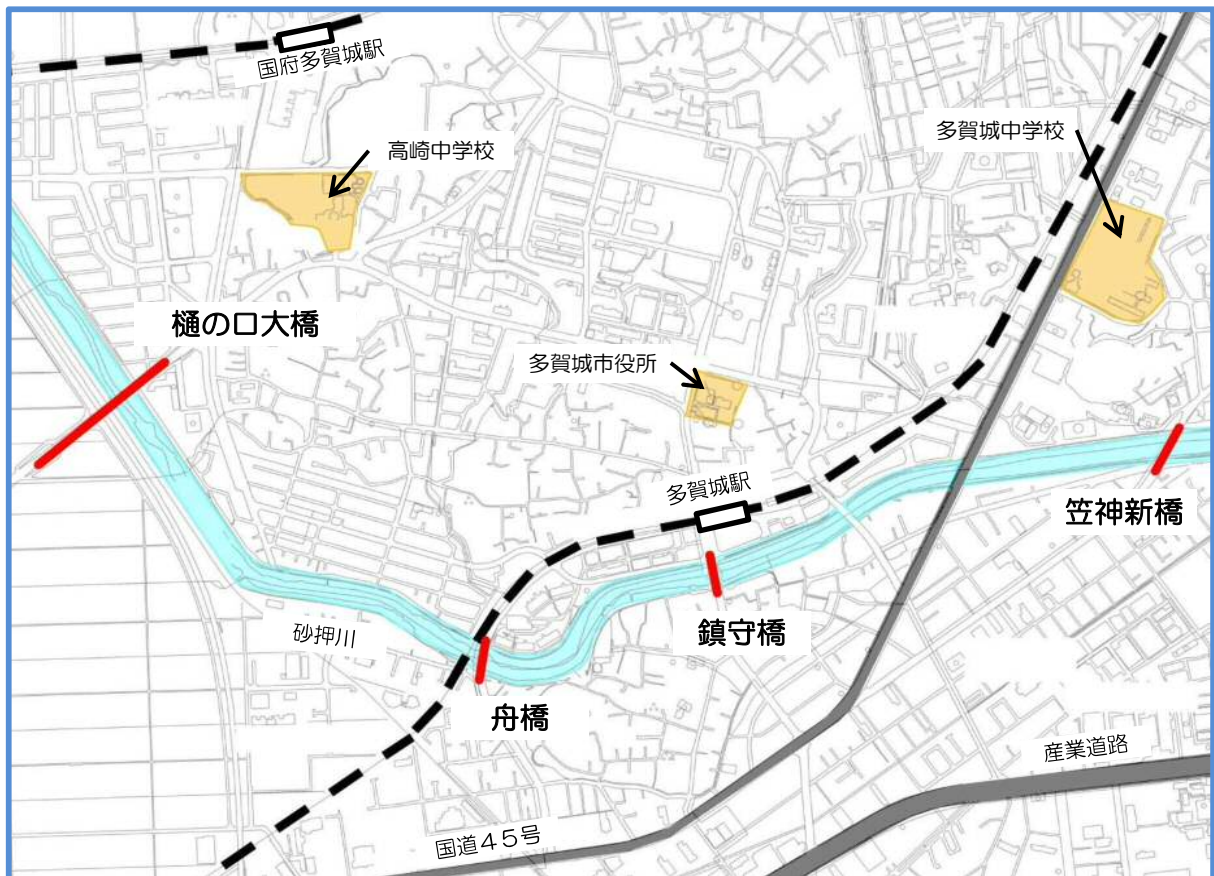 国府多賀城駅
高崎中学校
多賀城中学校
樋の口大橋
多賀城市役所
多賀城駅
笠神新橋
砂押川
鎮守橋
舟橋
産業道路
国道45号